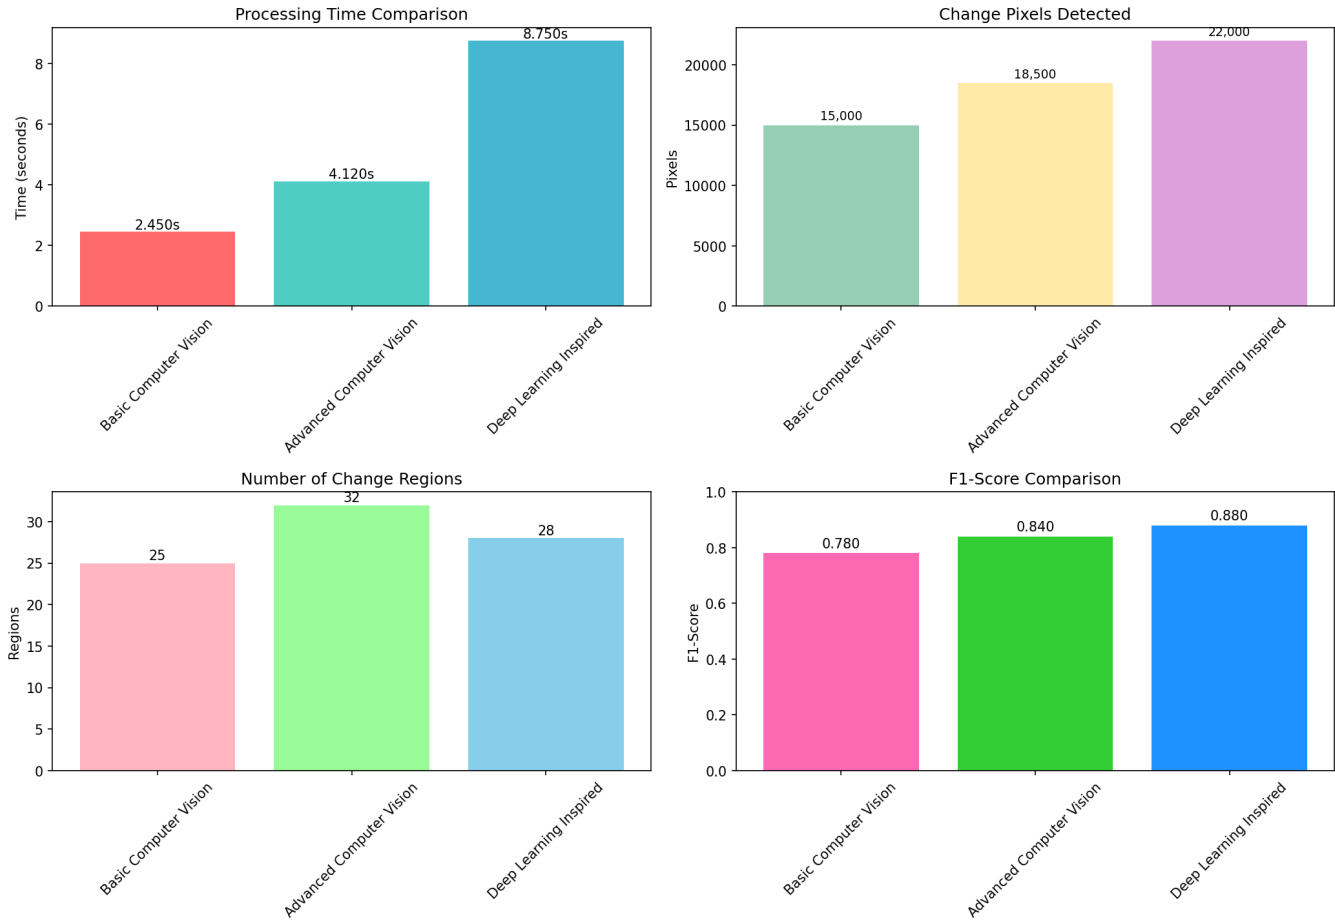 Processing Time Comparison
Time (seconds)
8
6
4
2
0
2.450s
4.120s
8.750s
Basic Computer Vision
Advanced Computer Vision
Deep Learning Inspired
Change Pixels Detected
Pixels
20000
15000
10000
5000
0
15,000
18,500
22,000
Basic Computer Vision
Advanced Computer Vision
Deep Learning Inspired
Number of Change Regions
Regions
30
25
20
15
10
5
0
25
32
28
Basic Computer Vision
Advanced Computer Vision
Deep Learning Inspired
F1-Score Comparison
F1-Score
1.0
0.8
0.6
0.4
0.2
0.0
0.780
0.840
0.880
Basic Computer Vision
Advanced Computer Vision
Deep Learning Inspired